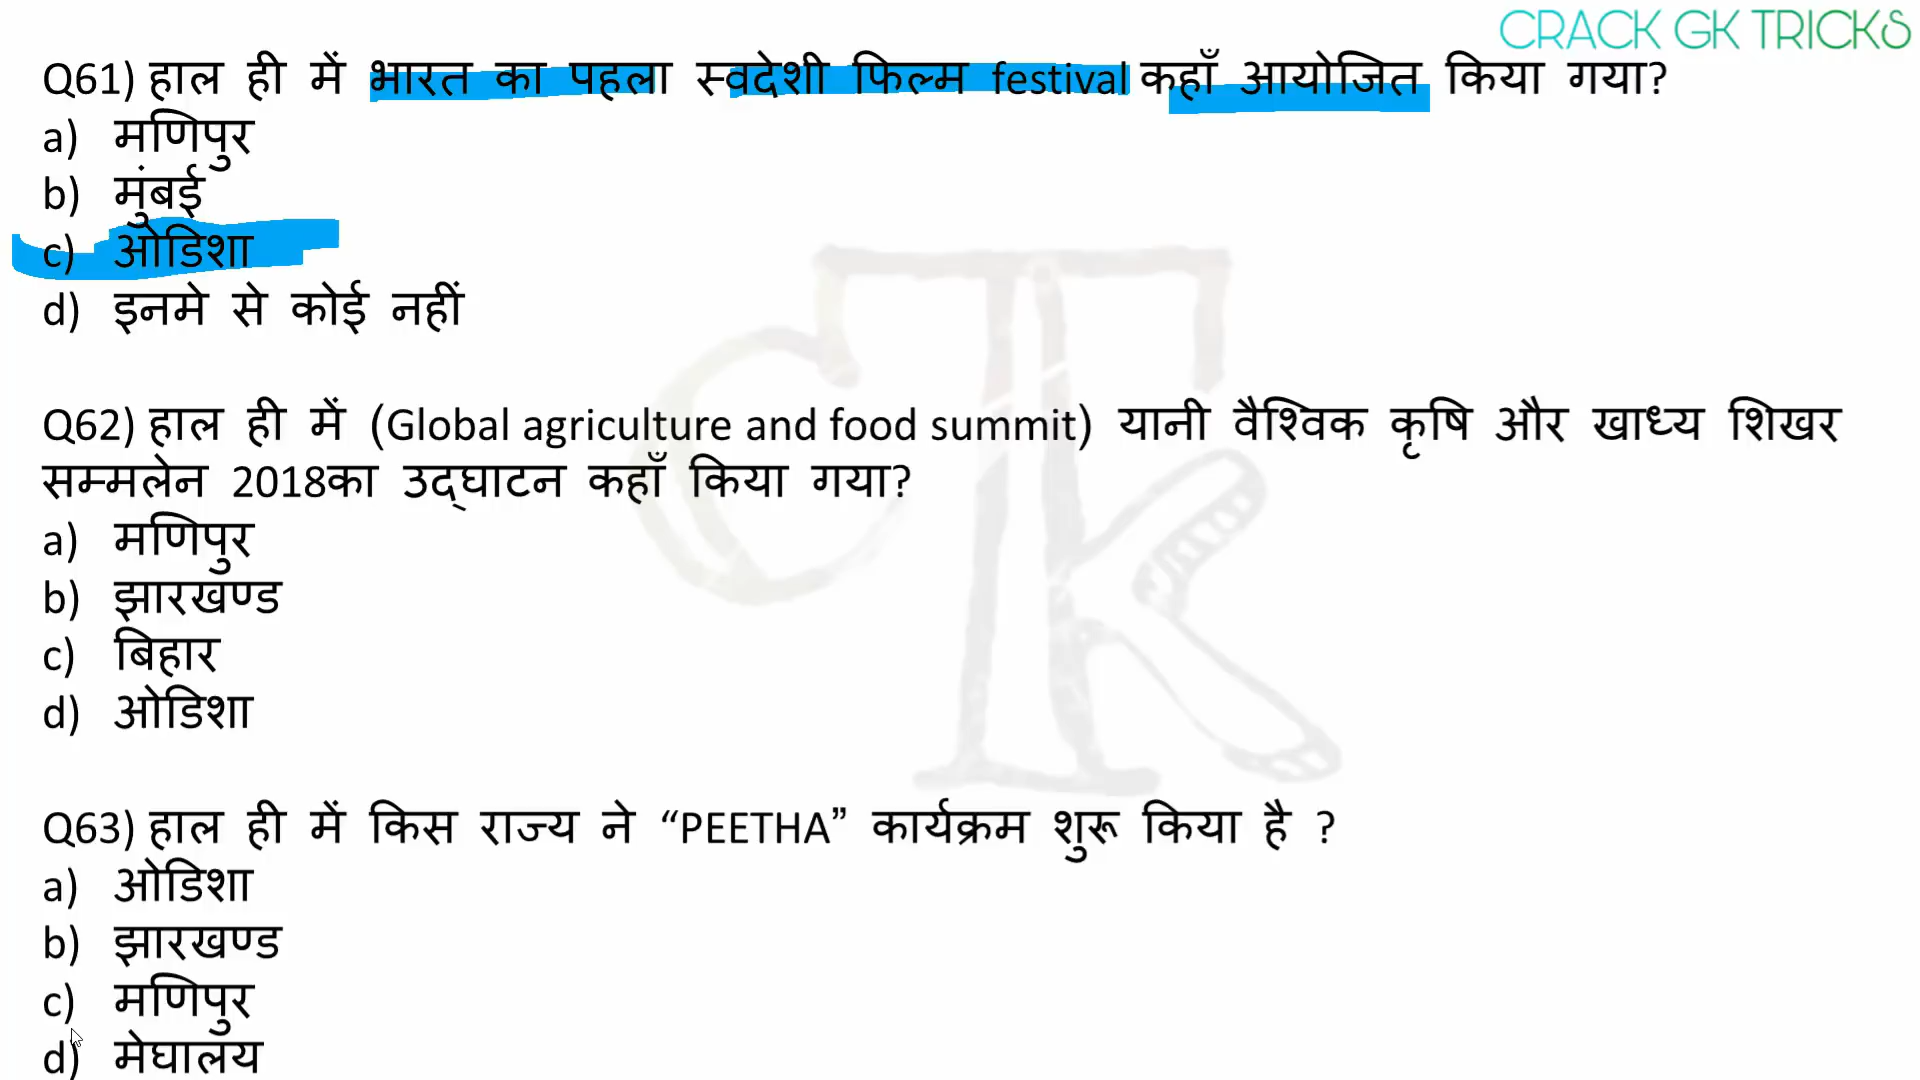 CRACK GK TRICKS
Q61) हाल ही में भारत का पहला स्वदेशी फिल्म festival कहाँ आयोजित किया गया?
a) मणिपुर
b) मुंबई
c) ओडिशा
d) इनमे से कोई नहीं
Q62) हाल ही में (Global agriculture and food summit) यानी वैश्विक कृषि और खाध्य शिखर
सम्मलेन 2018का उद्घाटन कहाँ किया गया?
a) मणिपुर
b) झारखण्ड
c) बिहार
d) ओडिशा
Q63) हाल ही में किस राज्य ने “PEETHA” कार्यक्रम शुरू किया है ?
a) ओडिशा
b) झारखण्ड
c) मणिपुर
d) मेघालय